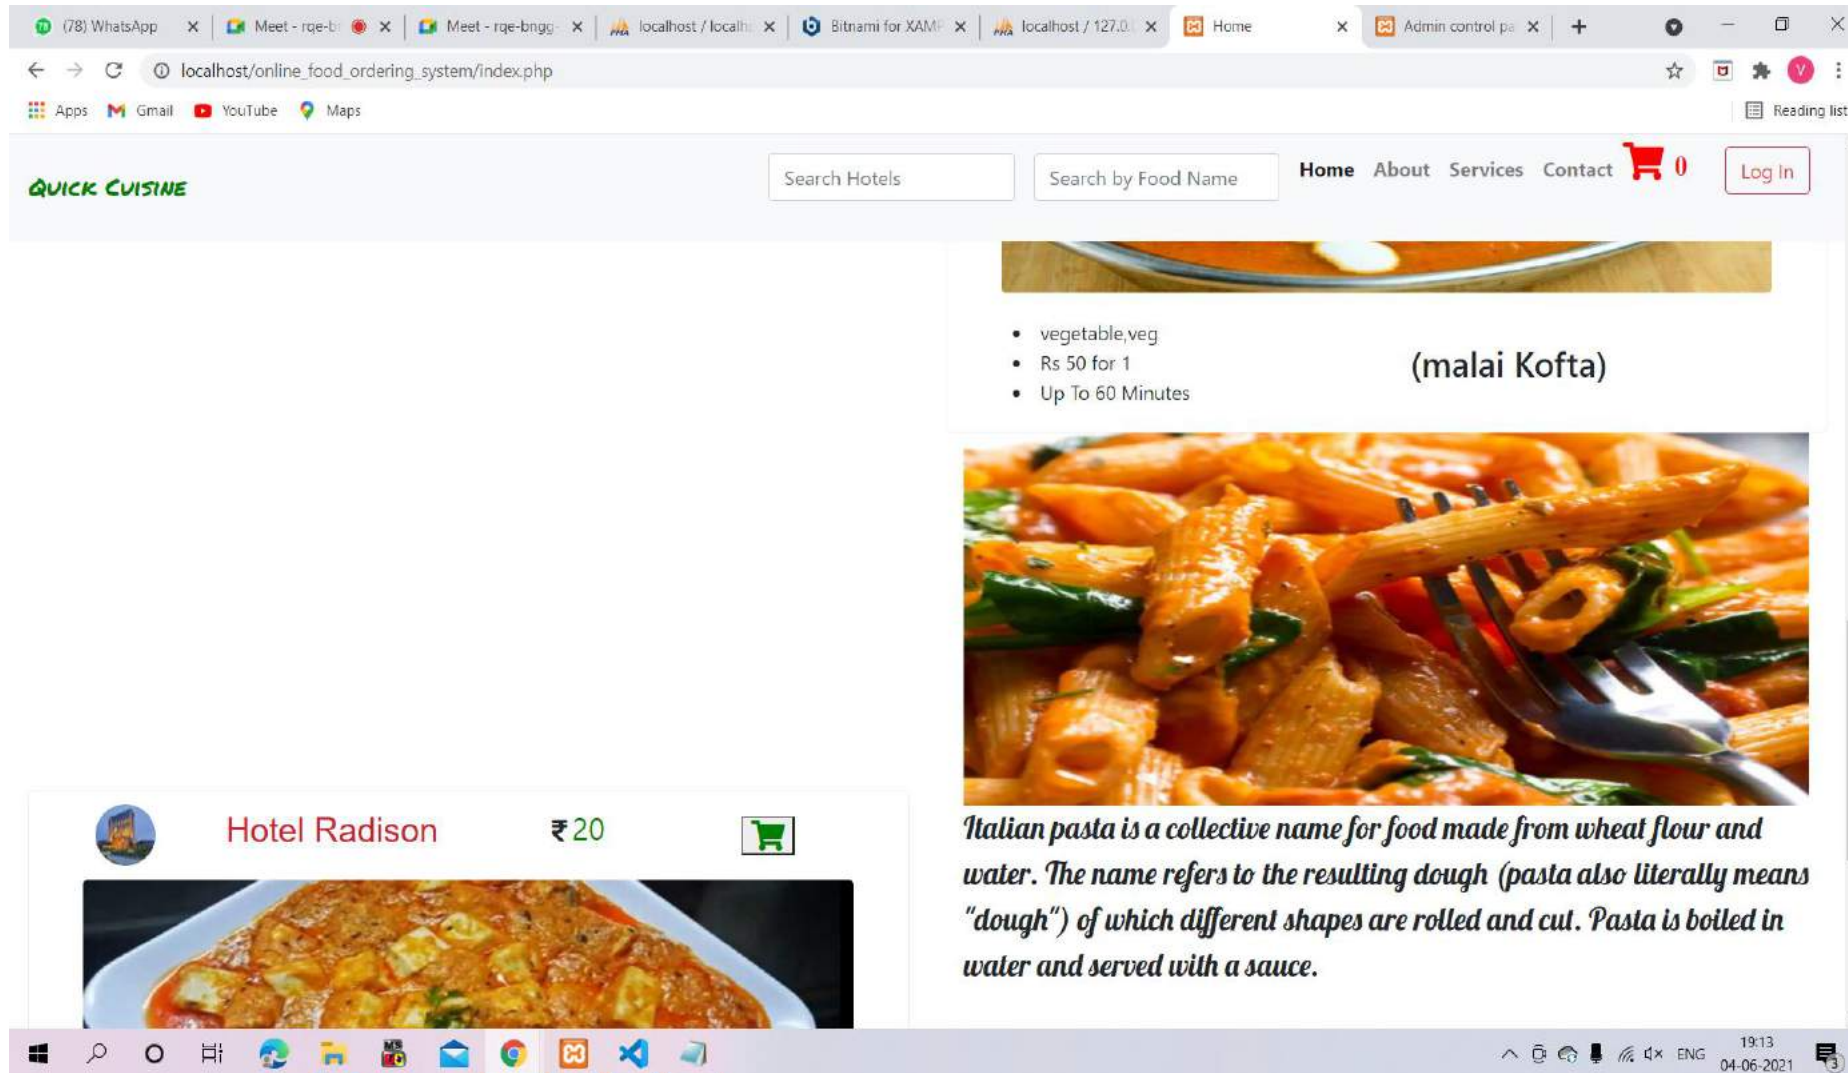 (78) WhatsApp
Meet - rqe-b
Meet - rqe-bngg-
localhost / localh
Bitnami for XAMP
localhost / 127.0.
Home
Admin control pa
localhost/online_food_ordering_system/index.php
V
Apps
Gmail
YouTube
Maps
Reading list
QUICK CUISINE
Search Hotels
Search by Food Name
Home
About
Services
Contact
0
Log In
vegetable,veg
Rs 50 for 1
Up To 60 Minutes
(malai Kofta)
Hotel Radison
₹ 20
Italian pasta is a collective name for food made from wheat flour and
water. The name refers to the resulting dough (pasta also literally means
"dough") of which different shapes are rolled and cut. Pasta is boiled in
water and served with a sauce.
ENG
19:13
04-06-2021